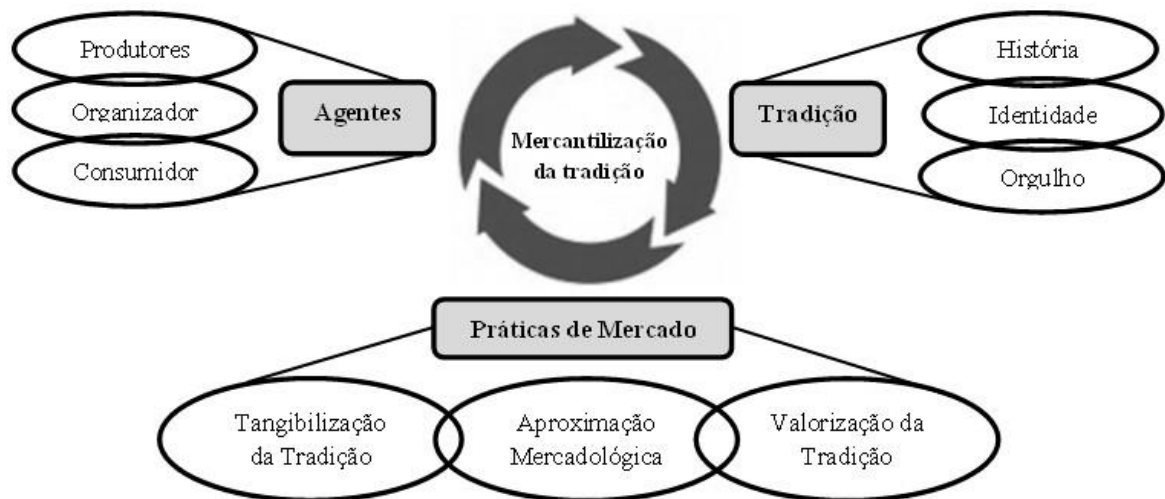 Produtores
Organizador
Consumidor
Agentes
Mercantilização
da tradição
Tradição
História
Identidade
Orgulho
Práticas de Mercado
Tangibilização
da Tradição
Aproximação
Mercadológica
Valorização da
Tradição